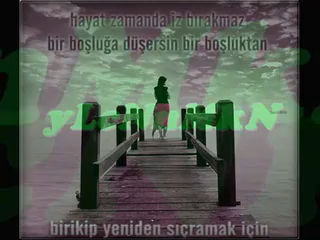 hayat zamanda iz bırakmaz
bir boşluğa düşersin bir boşluktan
birikip yeniden sıçramak için